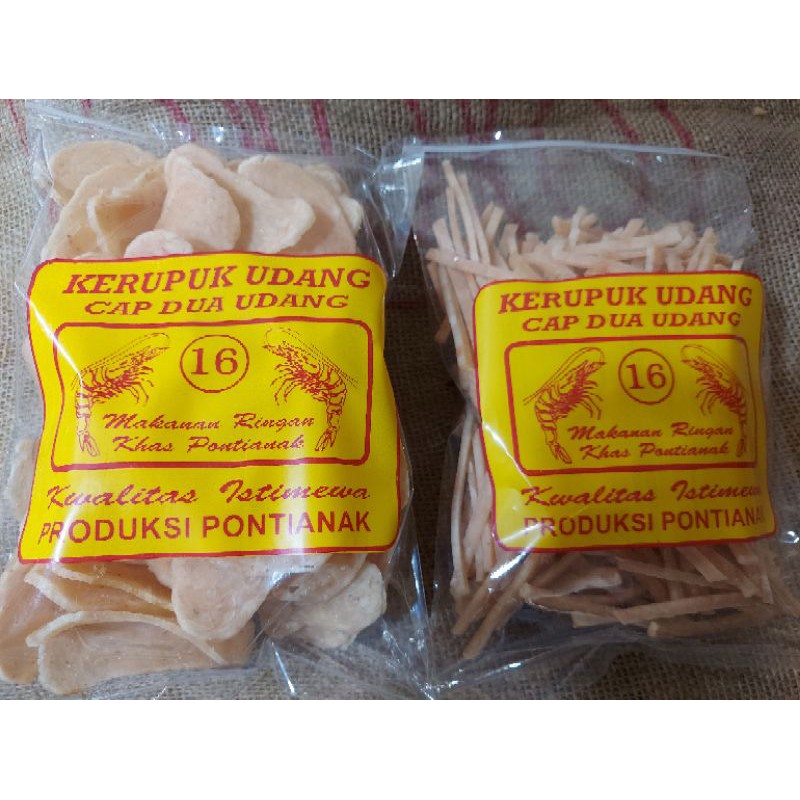 KERUPUK UDANG
CAP DUA UDANG
16
Makanan Ringan
Khas Pontianak
Kwalitas Istimewa
PRODUKSI PONTIANAK
KERUPUK UDANG
CAP DUA UDANG
16
Makanan Ringan
Khas Pontianak
Kwalitas Istimewa
PRODUKSI PONTIANAK